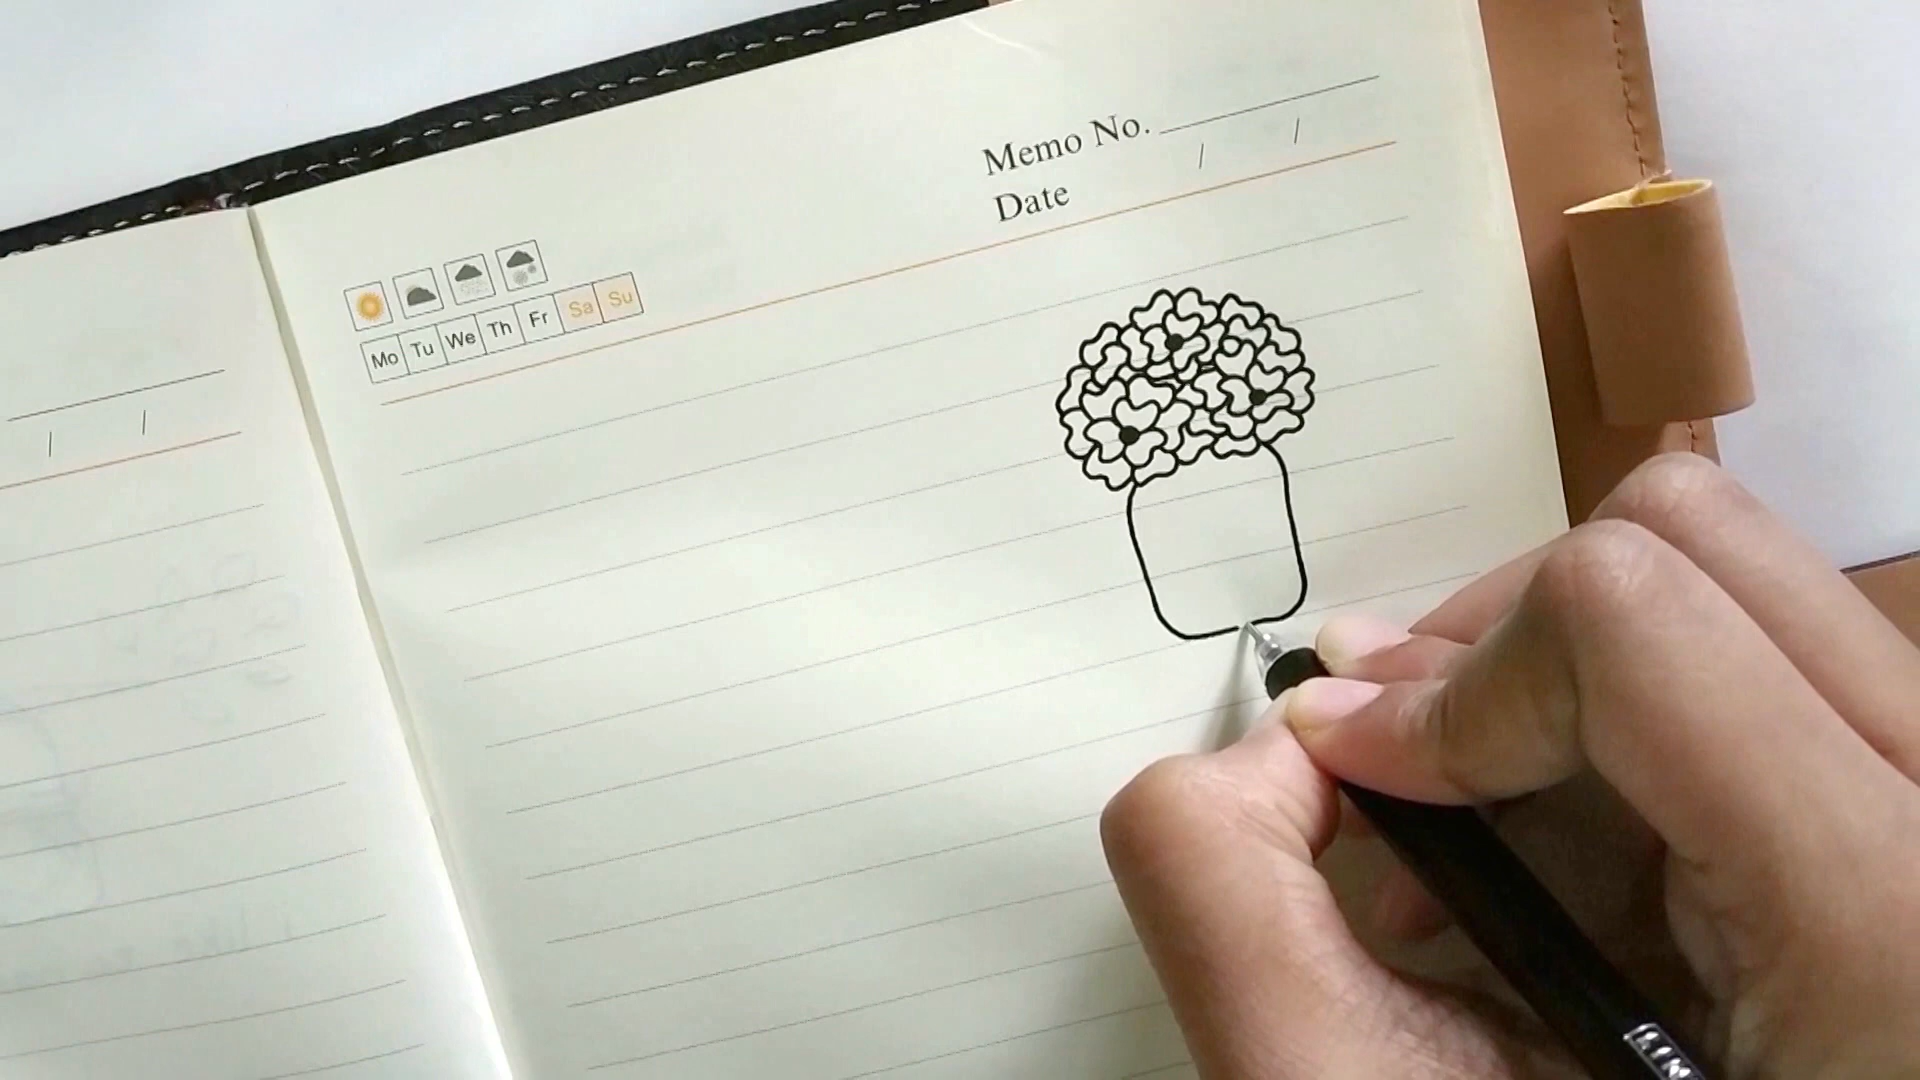 Memo No.
/ /
Date
Mo Tu We Th Fr Sa Su
/ /